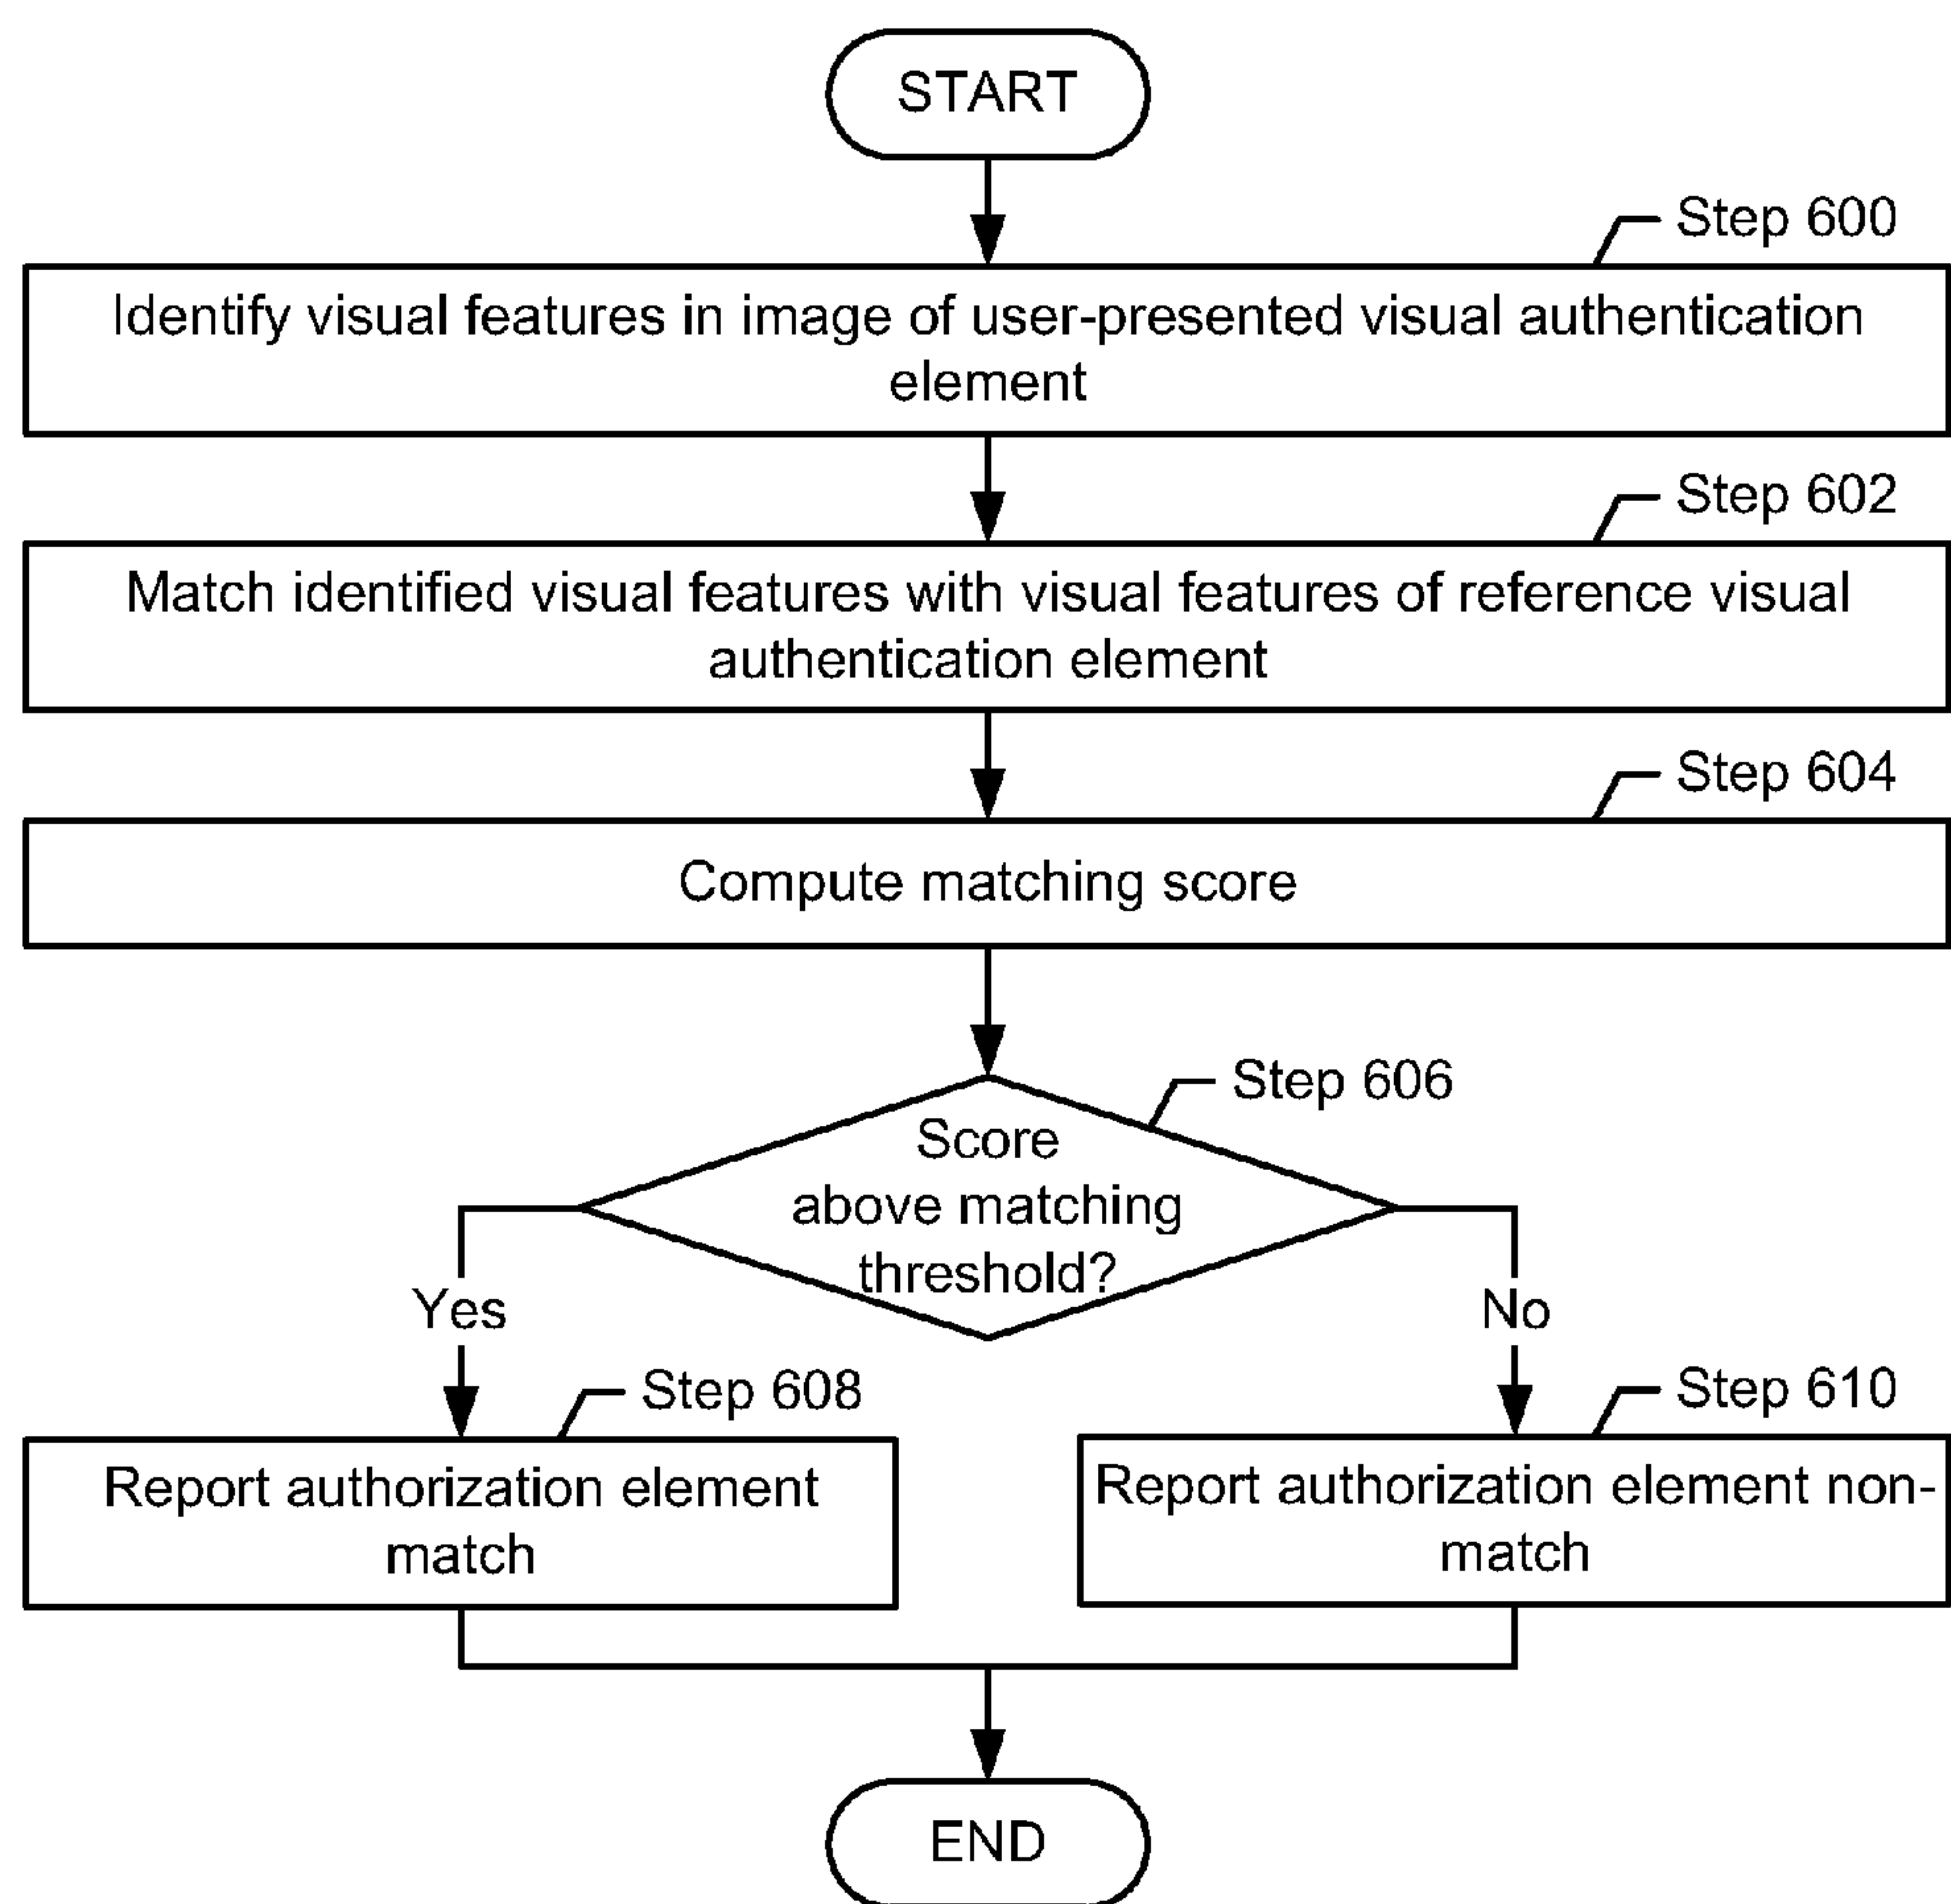 START
Step 600
Identify visual features in image of user-presented visual authentication
element
Step 602
Match identified visual features with visual features of reference visual
authentication element
Step 604
Compute matching score
Step 606
Score
above matching
threshold?
Yes
No
Step 608
Report authorization element
match
Step 610
Report authorization element non-
match
END